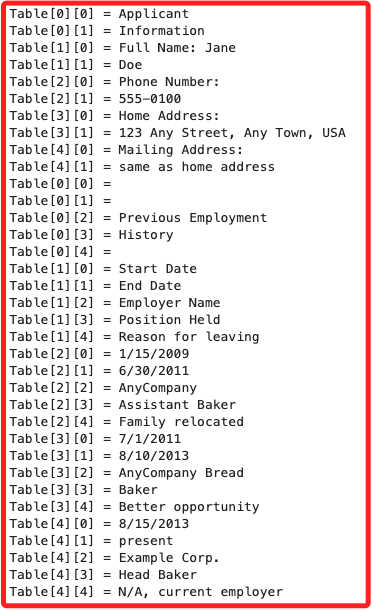 Table[0][0] = Applicant
Table[0][1] = Information
Table[1][0] = Full Name: Jane
Table[1][1] = Doe
Table[2][0] = Phone Number:
Table[2][1] = 555-0100
Table[3][0] = Home Address:
Table[3][1] = 123 Any Street, Any Town, USA
Table[4][0] = Mailing Address:
Table[4][1] = same as home address
Table[0][0] =
Table[0][1] =
Table[0][2] = Previous Employment
Table[0][3] = History
Table[0][4] =
Table[1][0] = Start Date
Table[1][1] = End Date
Table[1][2] = Employer Name
Table[1][3] = Position Held
Table[1][4] = Reason for leaving
Table[2][0] = 1/15/2009
Table[2][1] = 6/30/2011
Table[2][2] = AnyCompany
Table[2][3] = Assistant Baker
Table[2][4] = Family relocated
Table[3][0] = 7/1/2011
Table[3][1] = 8/10/2013
Table[3][2] = AnyCompany Bread
Table[3][3] = Baker
Table[3][4] = Better opportunity
Table[4][0] = 8/15/2013
Table[4][1] = present
Table[4][2] = Example Corp.
Table[4][3] = Head Baker
Table[4][4] = N/A, current employer